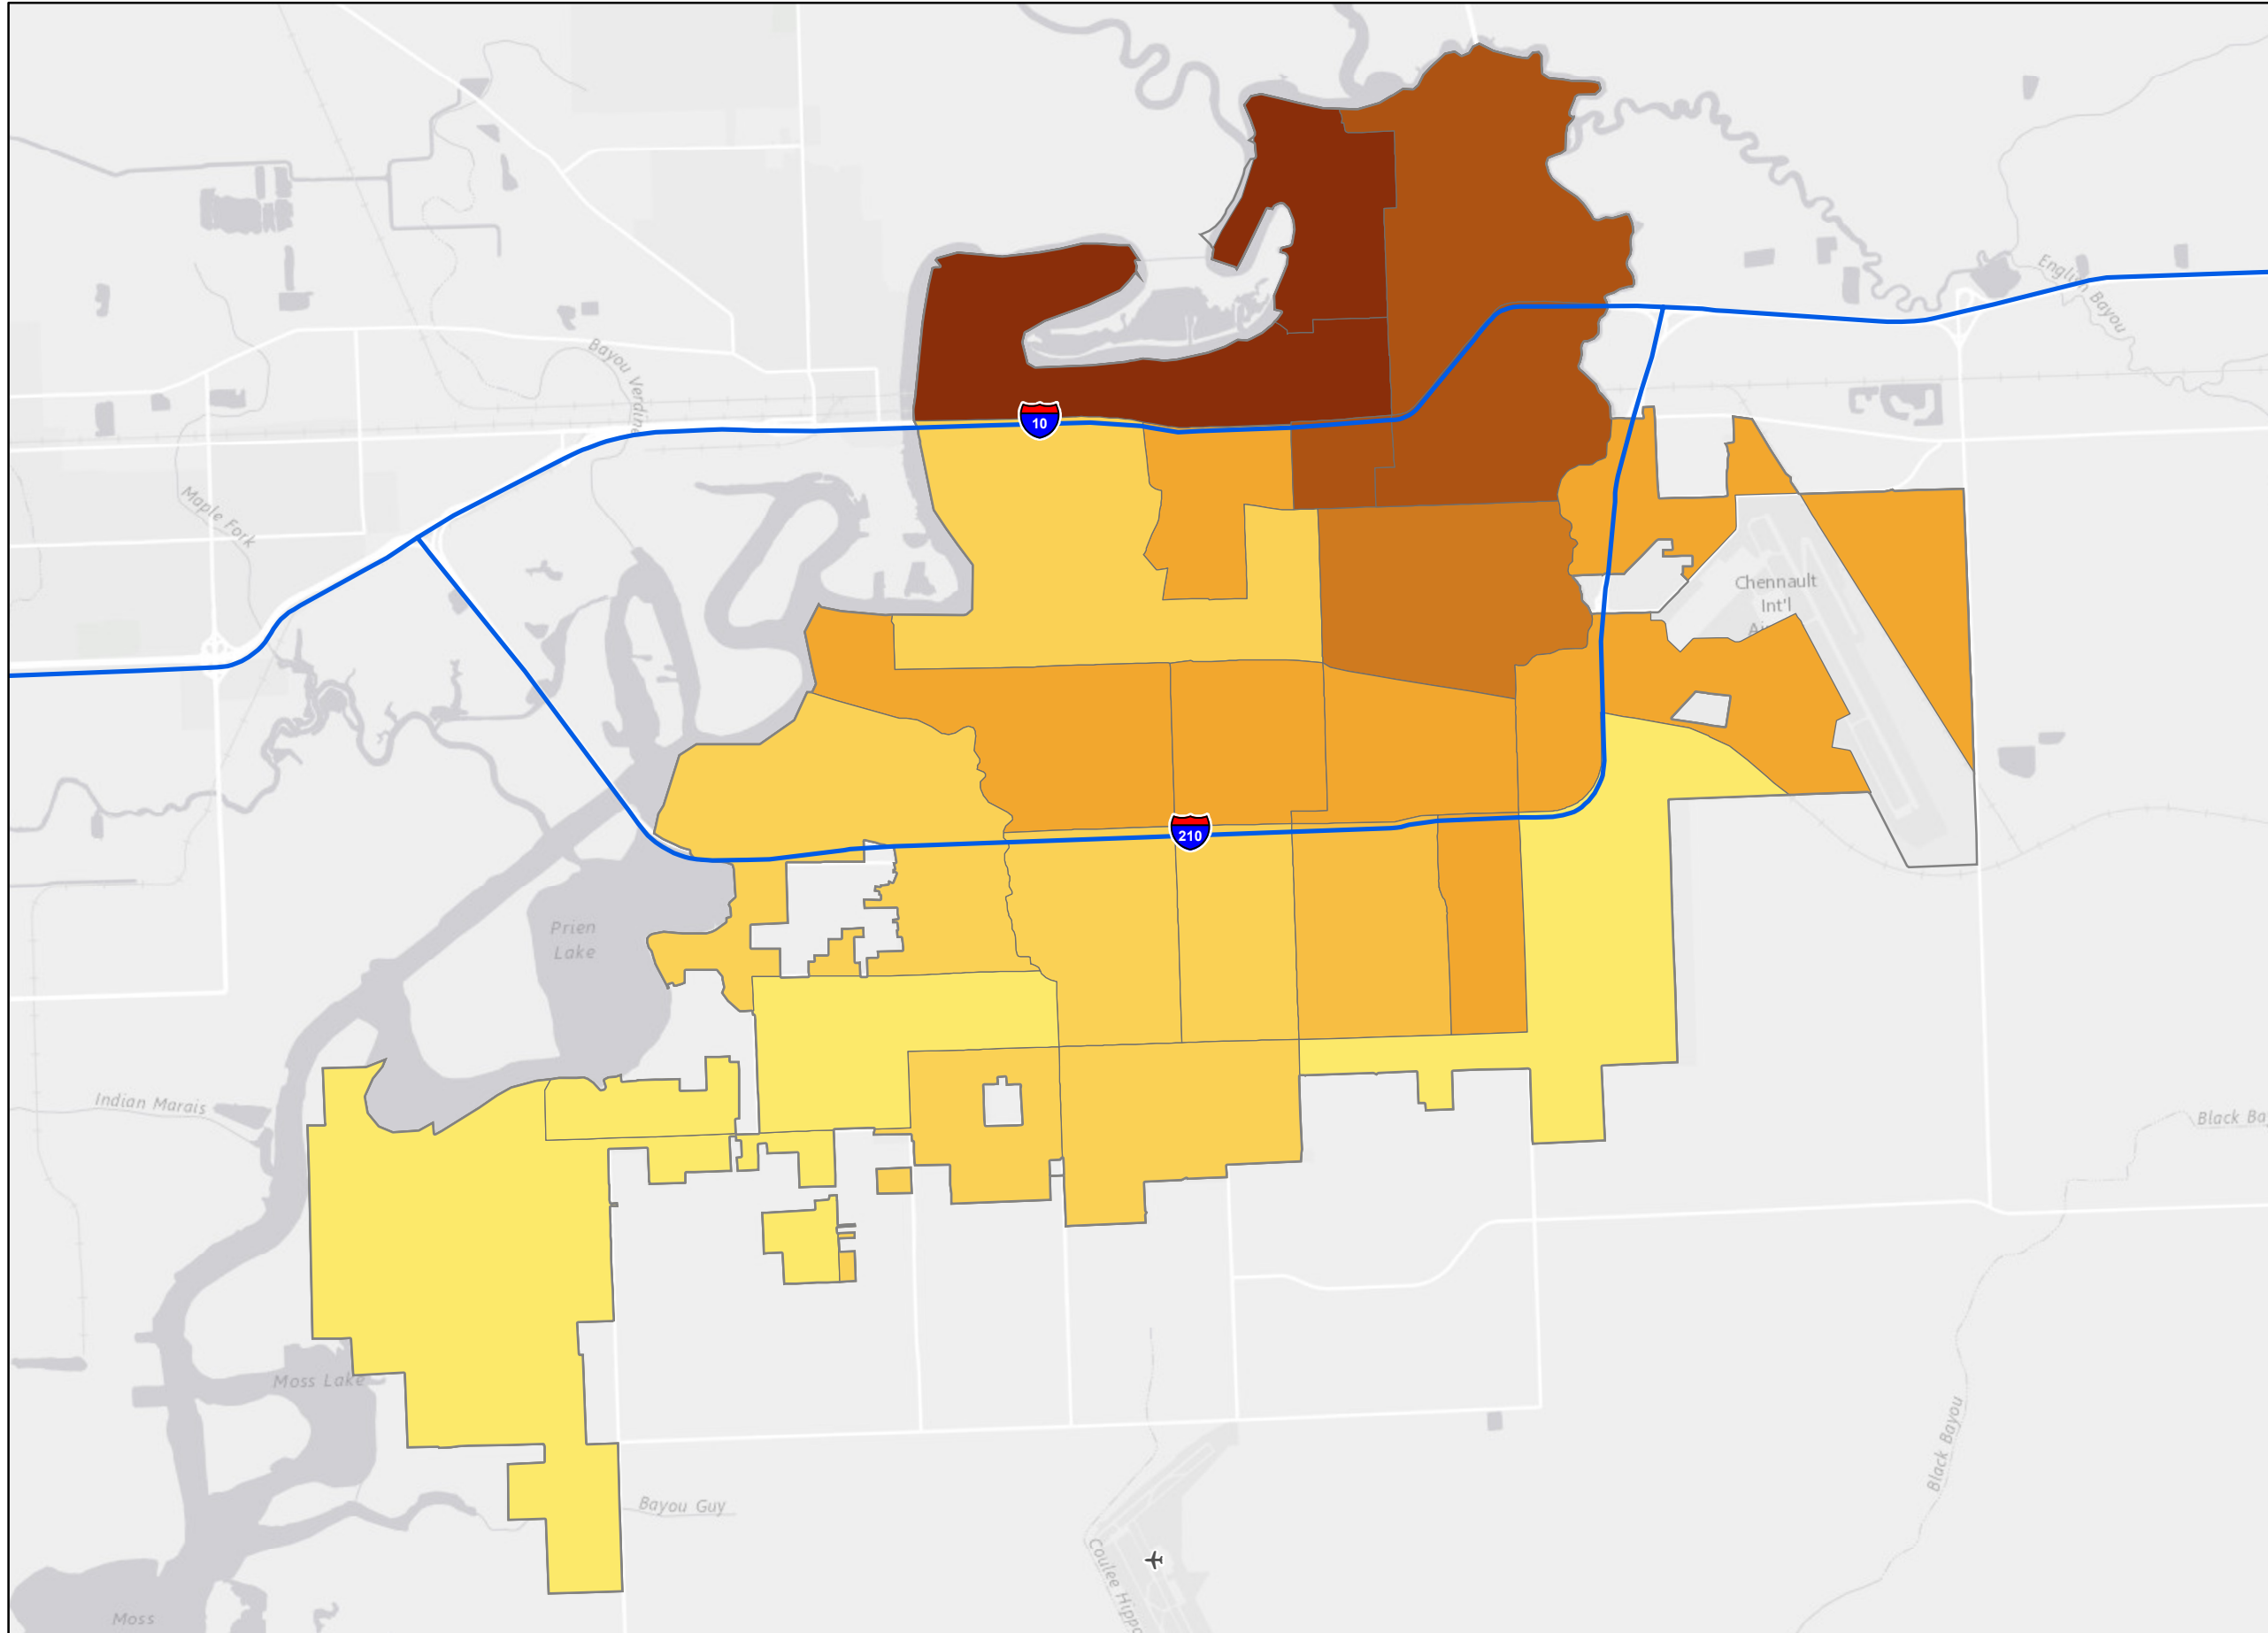 English Bayou
Bayou Verdine
10
Maple Fork
Chennault
Int'l
210
Prien
Lake
Indian Marais
Black Ba
Moss Lake
Black Bayou
Bayou Guy
Coulee Hippo
Moss